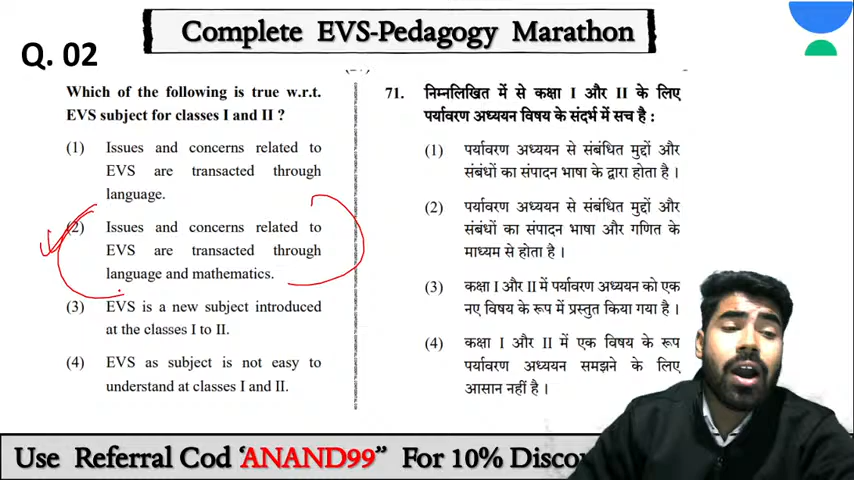 Complete EVS-Pedagogy Marathon
Q. 02
Which of the following is true w.r.t.
EVS subject for classes I and II ?
(1) Issues and concerns related to
EVS are transacted through
language.
(2) Issues and concerns related to
EVS are transacted through
language and mathematics.
(3) EVS is a new subject introduced
at the classes I to II.
(4) EVS as subject is not easy to
understand at classes I and II.
71. निम्नलिखित में से कक्षा I और II के लिए
पर्यावरण अध्ययन विषय के संदर्भ में सच है :
(1) पर्यावरण अध्ययन से संबंधित मुद्दों और
संबंधों का संपादन भाषा के द्वारा होता है ।
(2) पर्यावरण अध्ययन से संबंधित मुद्दों और
संबंधों का संपादन भाषा और गणित के
माध्यम से होता है ।
(3) कक्षा I और II में पर्यावरण अध्ययन को एक
नए विषय के रूप में प्रस्तुत किया गया है ।
(4) कक्षा I और II में एक विषय के रूप
पर्यावरण अध्ययन समझने के लिए
आसान नहीं है ।
Use Referral Cod 'ANAND99" For 10% Discou